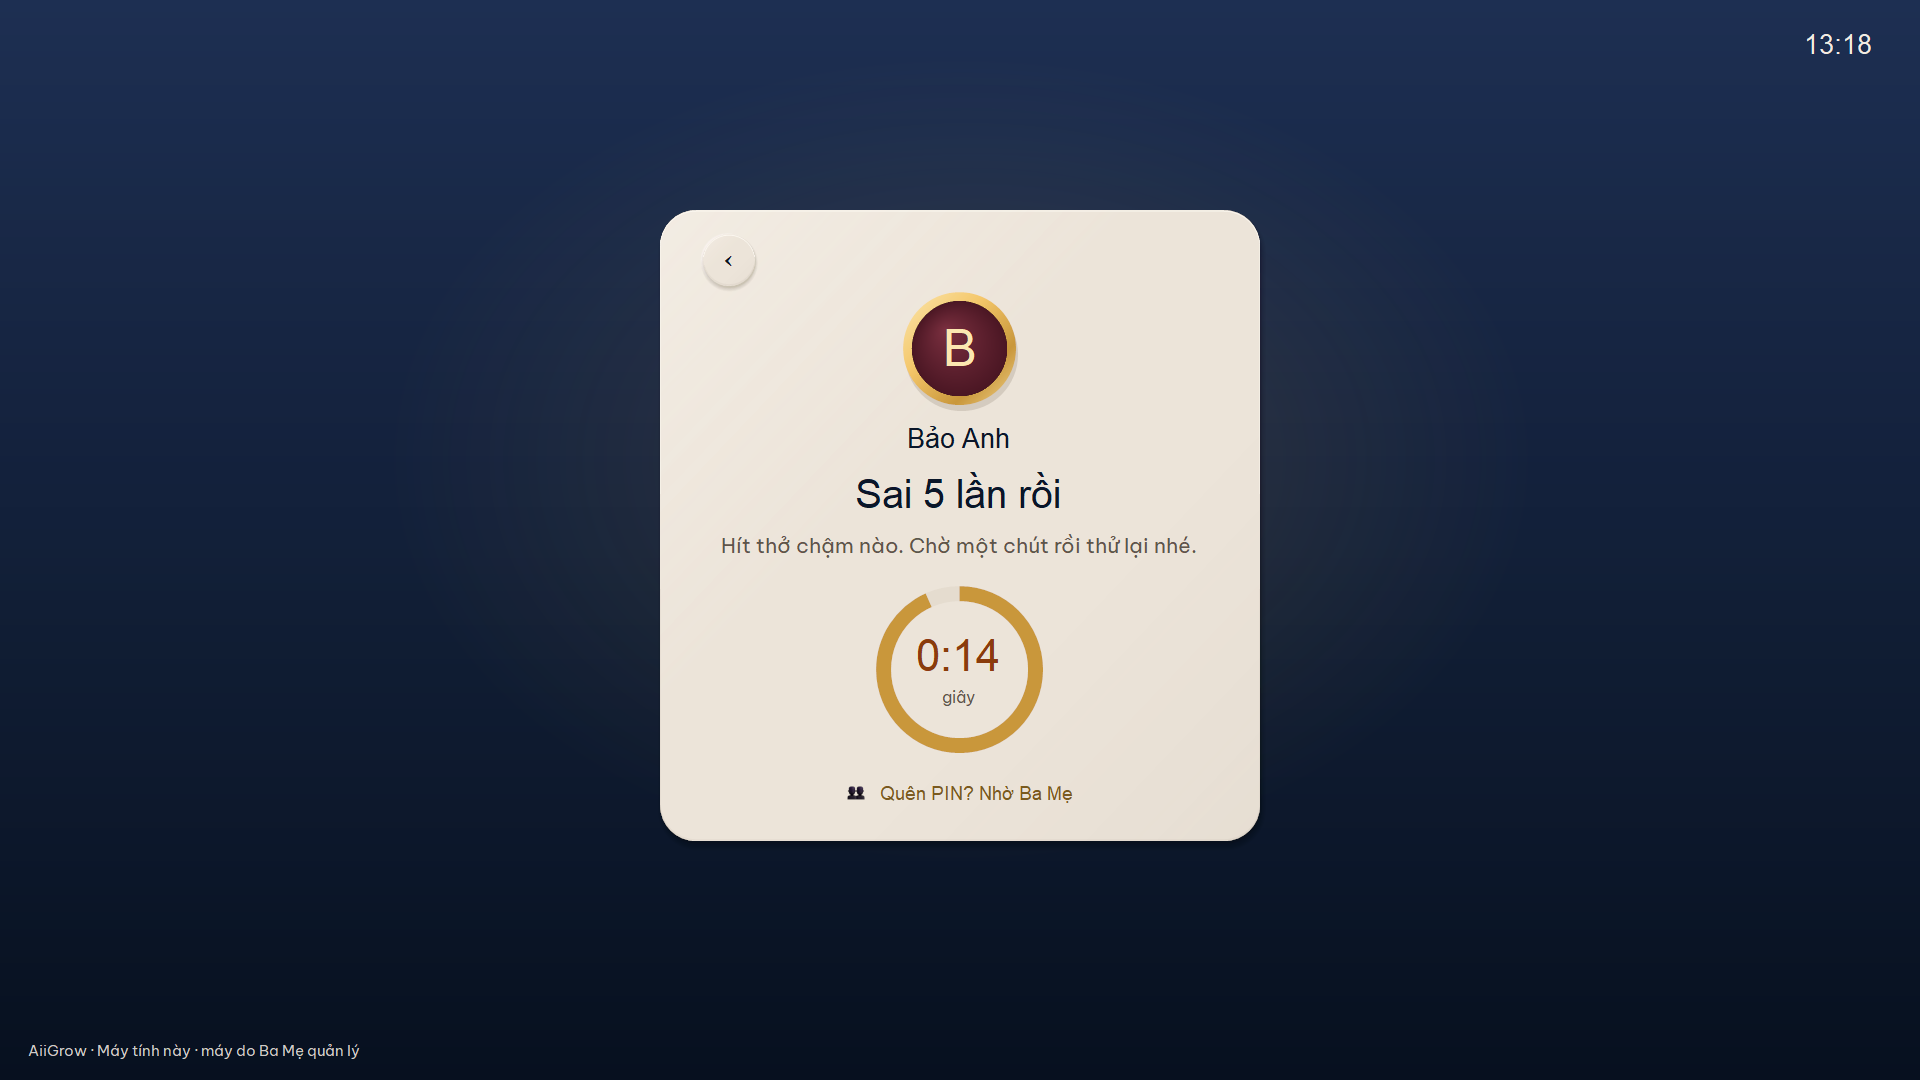 13:18
‹
B
Bảo Anh
Sai 5 lần rồi
Hít thở chậm nào. Chờ một chút rồi thử lại nhé.
0:14
giây
Quên PIN? Nhờ Ba Mẹ
AiiGrow · Máy tính này · máy do Ba Mẹ quản lý